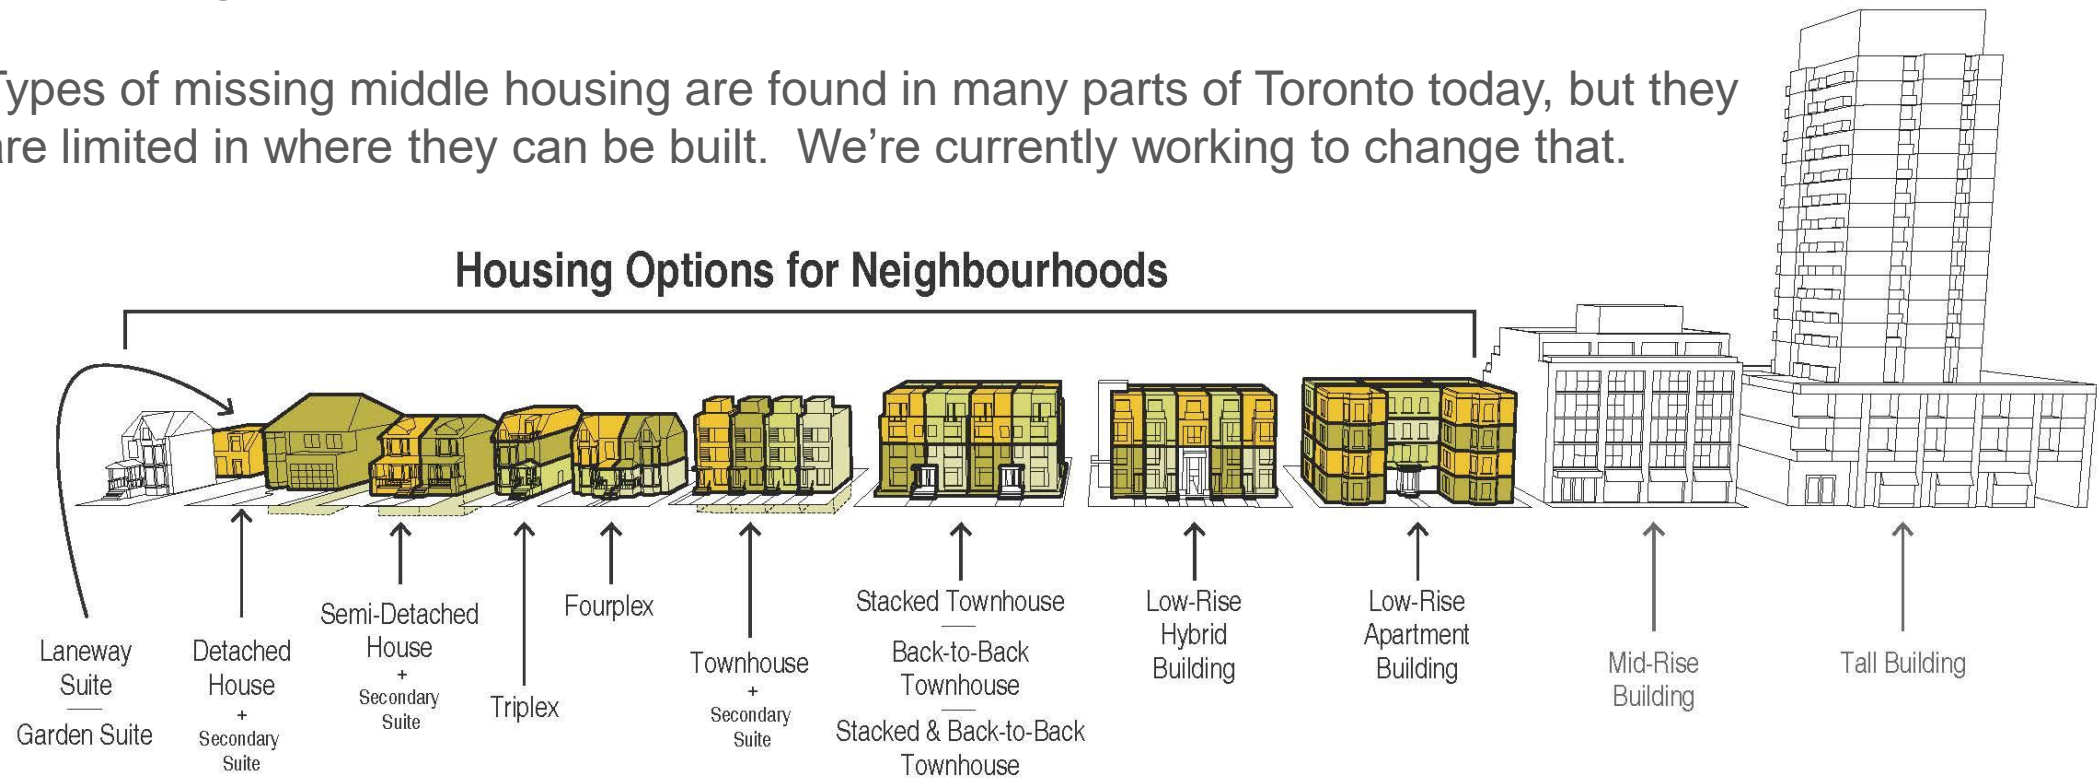 Types of missing middle housing are found in many parts of Toronto today, but they
are limited in where they can be built. We’re currently working to change that.
Housing Options for Neighbourhoods
Laneway
Suite
Garden Suite
Detached
House
+
Secondary
Suite
Semi-Detached
House
+
Secondary
Suite
Triplex
Fourplex
Townhouse
+
Secondary
Suite
Stacked Townhouse
Back-to-Back
Townhouse
Stacked & Back-to-Back
Townhouse
Low-Rise
Hybrid
Building
Low-Rise
Apartment
Building
Mid-Rise
Building
Tall Building